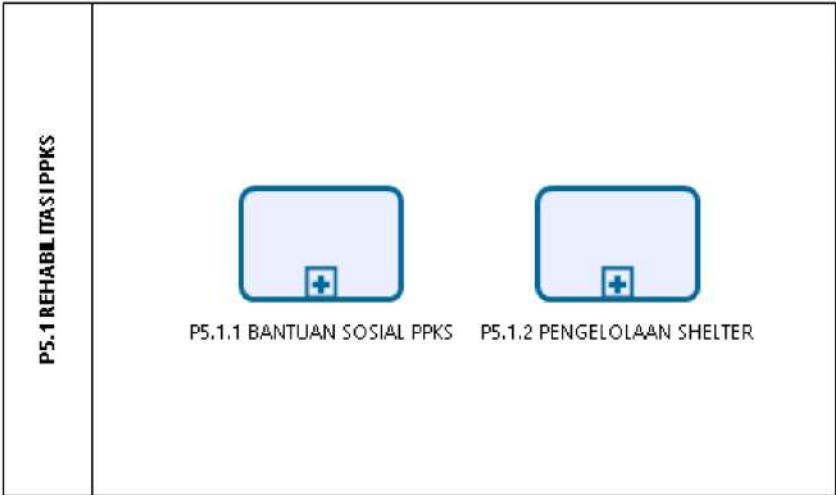 P5.1 REHABILITASI PPKS
P5.1.1 BANTUAN SOSIAL PPKS
P5.1.2 PENGELOLAAN SHELTER